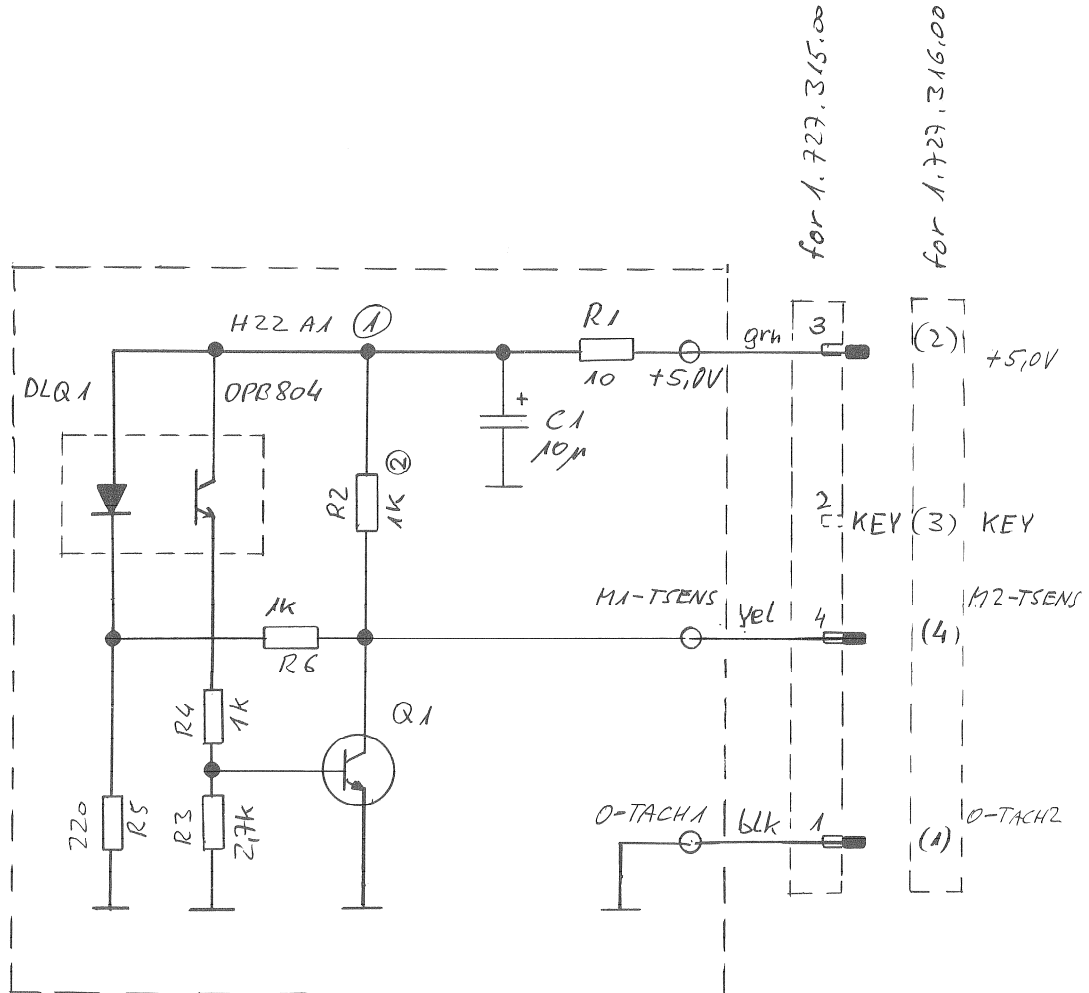 for 1.727.315.00
for 1.727.316.00
H22 A1 ①
R1
10
grn
+5,0V
3
(2)
+5,0V
DLQ1
OPB804
+
C1
10µ
R2
1K
②
2
KEY
(3)
KEY
1K
R6
M1-TSENS
yel
4
(4)
M2-TSENS
R4
1K
Q1
220
R5
R3
2,7K
0-TACH1
blk
1
(1)
0-TACH2